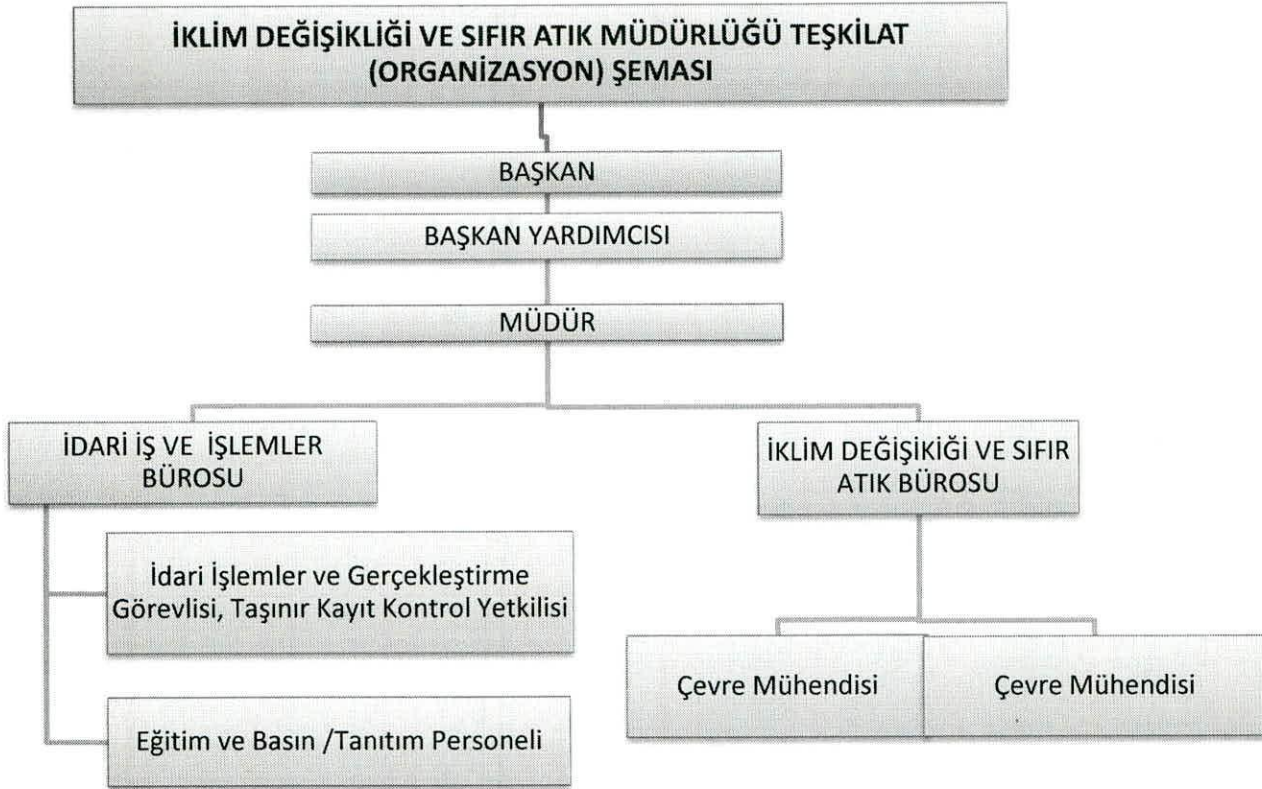 İKLİM DEĞİŞİKLİĞİ VE SIFIR ATIK MÜDÜRLÜĞÜ TEŞKİLAT
(ORGANİZASYON) ŞEMASI
BAŞKAN
BAŞKAN YARDIMCISI
MÜDÜR
İDARİ İŞ VE İŞLEMLER
BÜROSU
İdari İşlemler ve Gerçekleştirme
Görevlisi, Taşınır Kayıt Kontrol Yetkilisi
Eğitim ve Basın /Tanıtım Personeli
İKLİM DEĞİŞİKİĞİ VE SIFIR
ATIK BÜROSU
Çevre Mühendisi
Çevre Mühendisi